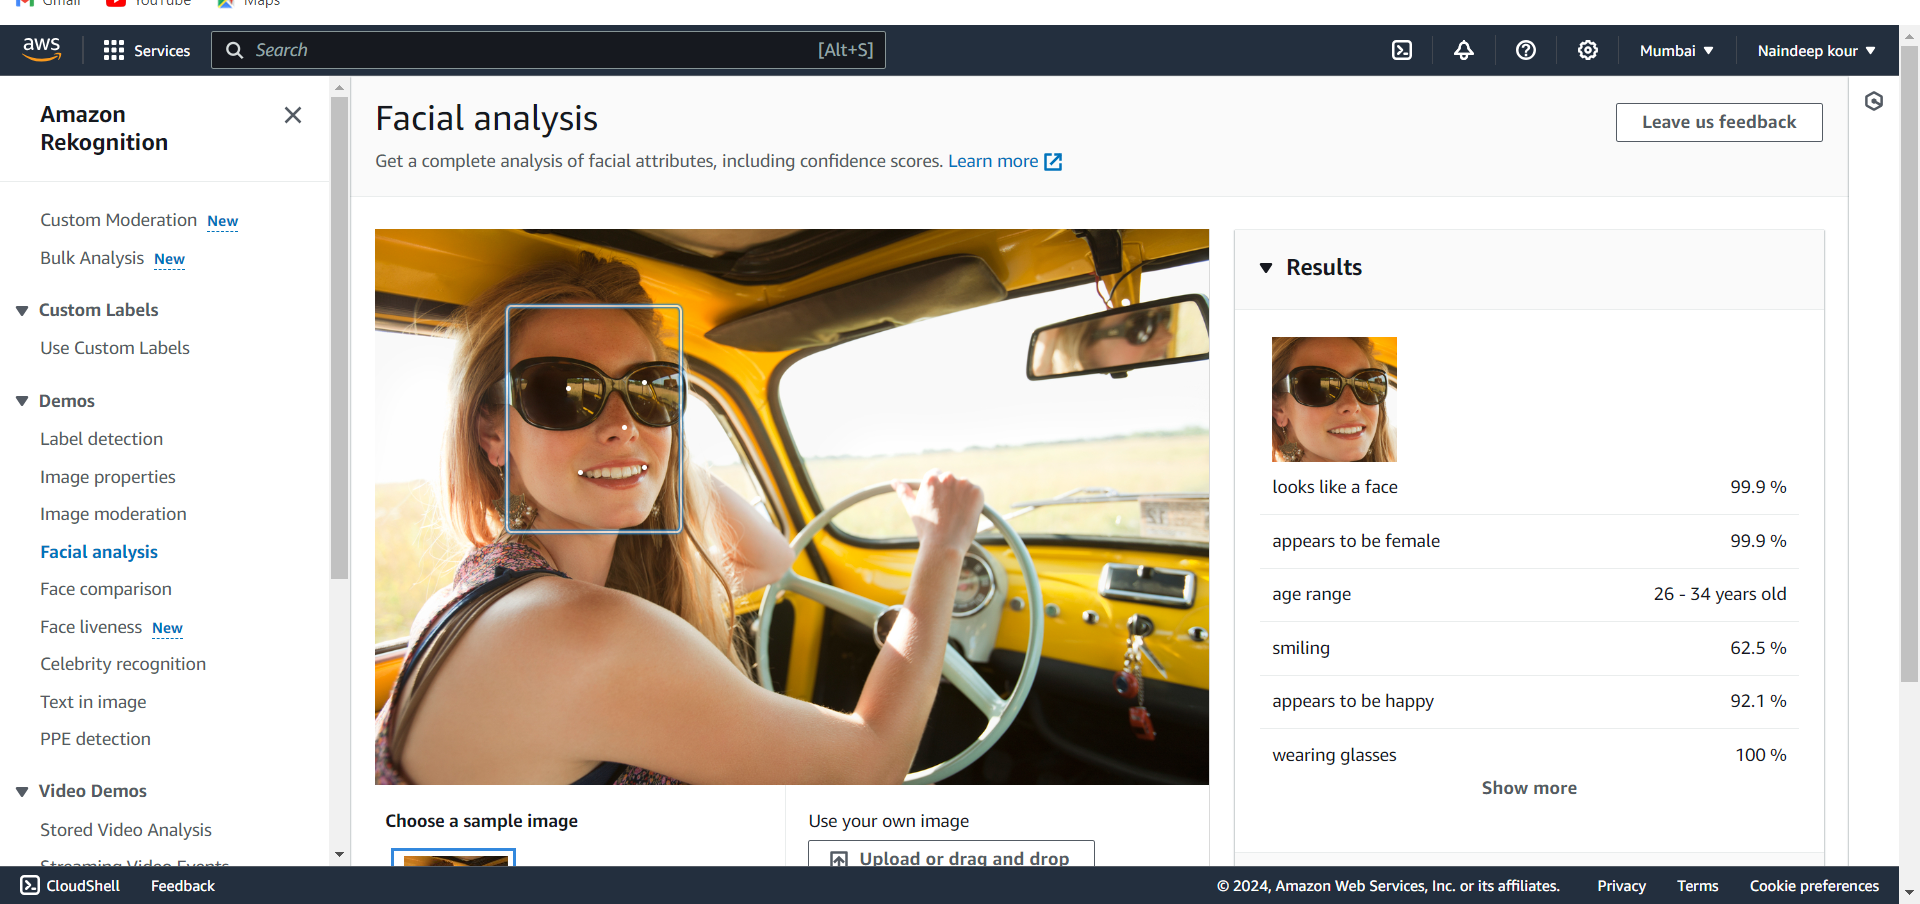 Gmail YouTube Maps
aws Services Search [Alt+S] Mumbai Naindeep kour
Amazon
Rekognition
Custom Moderation New
Bulk Analysis New
Custom Labels
Use Custom Labels
Demos
Label detection
Image properties
Image moderation
Facial analysis
Face comparison
Face liveness New
Celebrity recognition
Text in image
PPE detection
Video Demos
Stored Video Analysis
Streaming Video Events
Facial analysis
Leave us feedback
Get a complete analysis of facial attributes, including confidence scores. Learn more
12
Choose a sample image
Use your own image
Upload or drag and drop
Results
looks like a face 99.9 %
appears to be female 99.9 %
age range 26 - 34 years old
smiling 62.5 %
appears to be happy 92.1 %
wearing glasses 100 %
Show more
CloudShell Feedback © 2024, Amazon Web Services, Inc. or its affiliates. Privacy Terms Cookie preferences